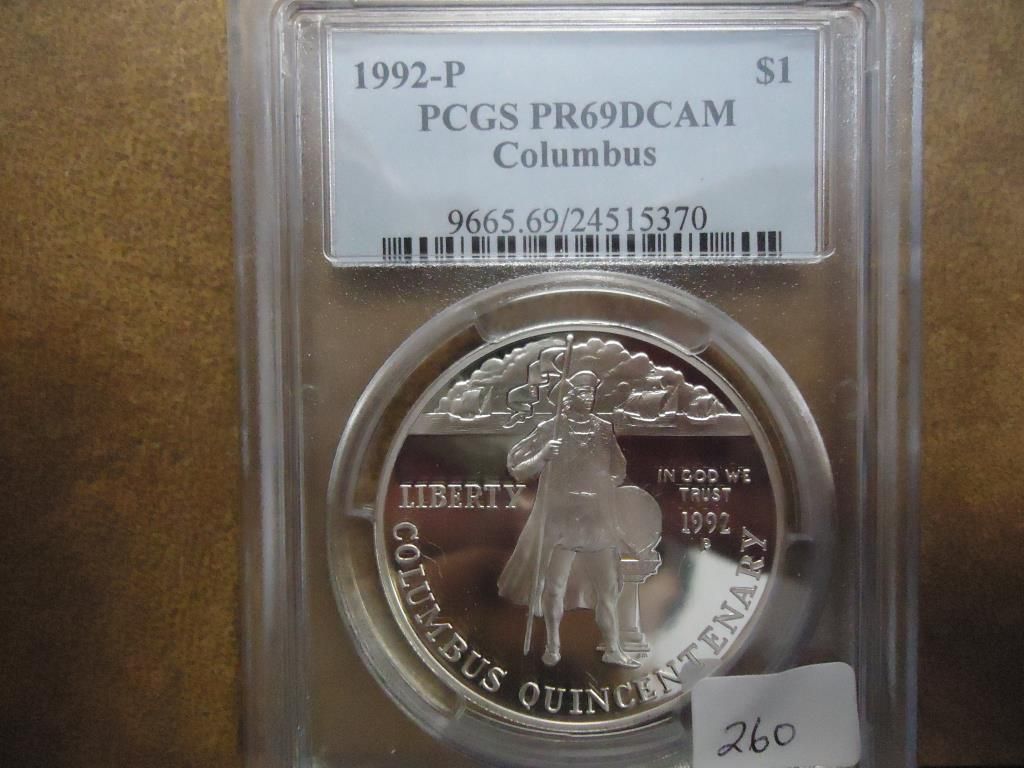 1992-P $1
PCGS PR69DCAM
Columbus
9665.69/24515370
LIBERTY
IN GOD WE
TRUST
1992
P
COLUMBUS QUINCENTENARY
260